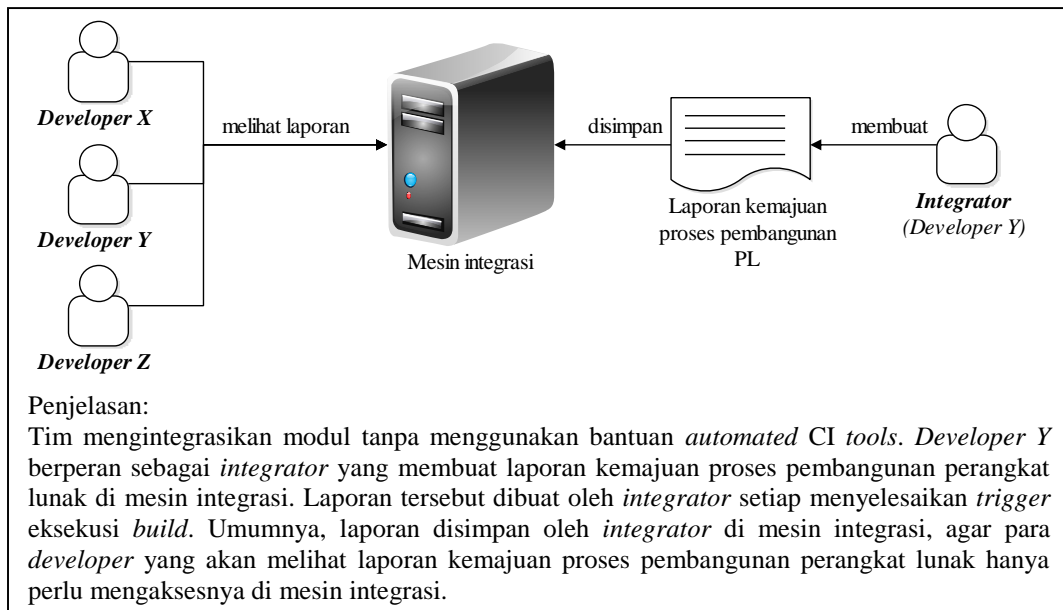 Developer X
melihat laporan
disimpan
membuat
Developer Y
Laporan kemajuan
proses pembangunan
PL
Integrator
(Developer Y)
Mesin integrasi
Developer Z
Penjelasan:
Tim mengintegrasikan modul tanpa menggunakan bantuan automated CI tools. Developer Y
berperan sebagai integrator yang membuat laporan kemajuan proses pembangunan perangkat
lunak di mesin integrasi. Laporan tersebut dibuat oleh integrator setiap menyelesaikan trigger
eksekusi build. Umumnya, laporan disimpan oleh integrator di mesin integrasi, agar para
developer yang akan melihat laporan kemajuan proses pembangunan perangkat lunak hanya
perlu mengaksesnya di mesin integrasi.